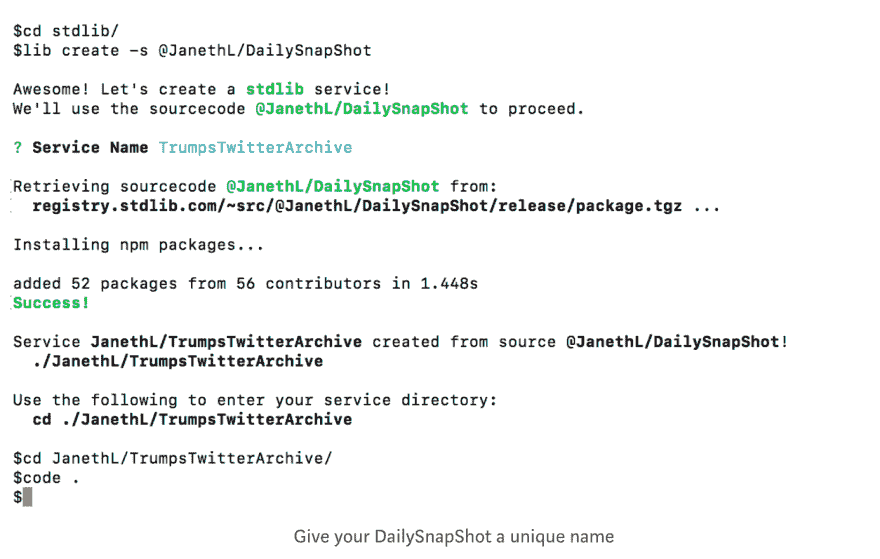 $cd stdlib/
$lib create -s @JanethL/DailySnapShot
Awesome! Let's create a stdlib service!
We'll use the sourcecode @JanethL/DailySnapShot to proceed.
? Service Name TrumpsTwitterArchive
Retrieving sourcecode @JanethL/DailySnapShot from:
registry.stdlib.com/~src/@JanethL/DailySnapShot/release/package.tgz ...
Installing npm packages...
added 52 packages from 56 contributors in 1.448s
Success!
Service JanethL/TrumpsTwitterArchive created from source @JanethL/DailySnapShot!
./JanethL/TrumpsTwitterArchive
Use the following to enter your service directory:
cd ./JanethL/TrumpsTwitterArchive
$cd JanethL/TrumpsTwitterArchive/
$code .
$
Give your DailySnapShot a unique name